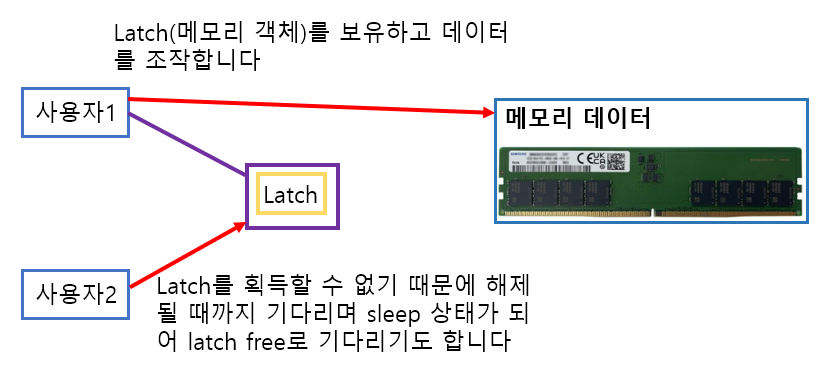 Latch(메모리 객체)를 보유하고 데이터
를 조작합니다
사용자1
메모리 데이터
Latch
사용자2
Latch를 획득할 수 없기 때문에 해제
될 때까지 기다리며 sleep 상태가 되
어 latch free로 기다리기도 합니다